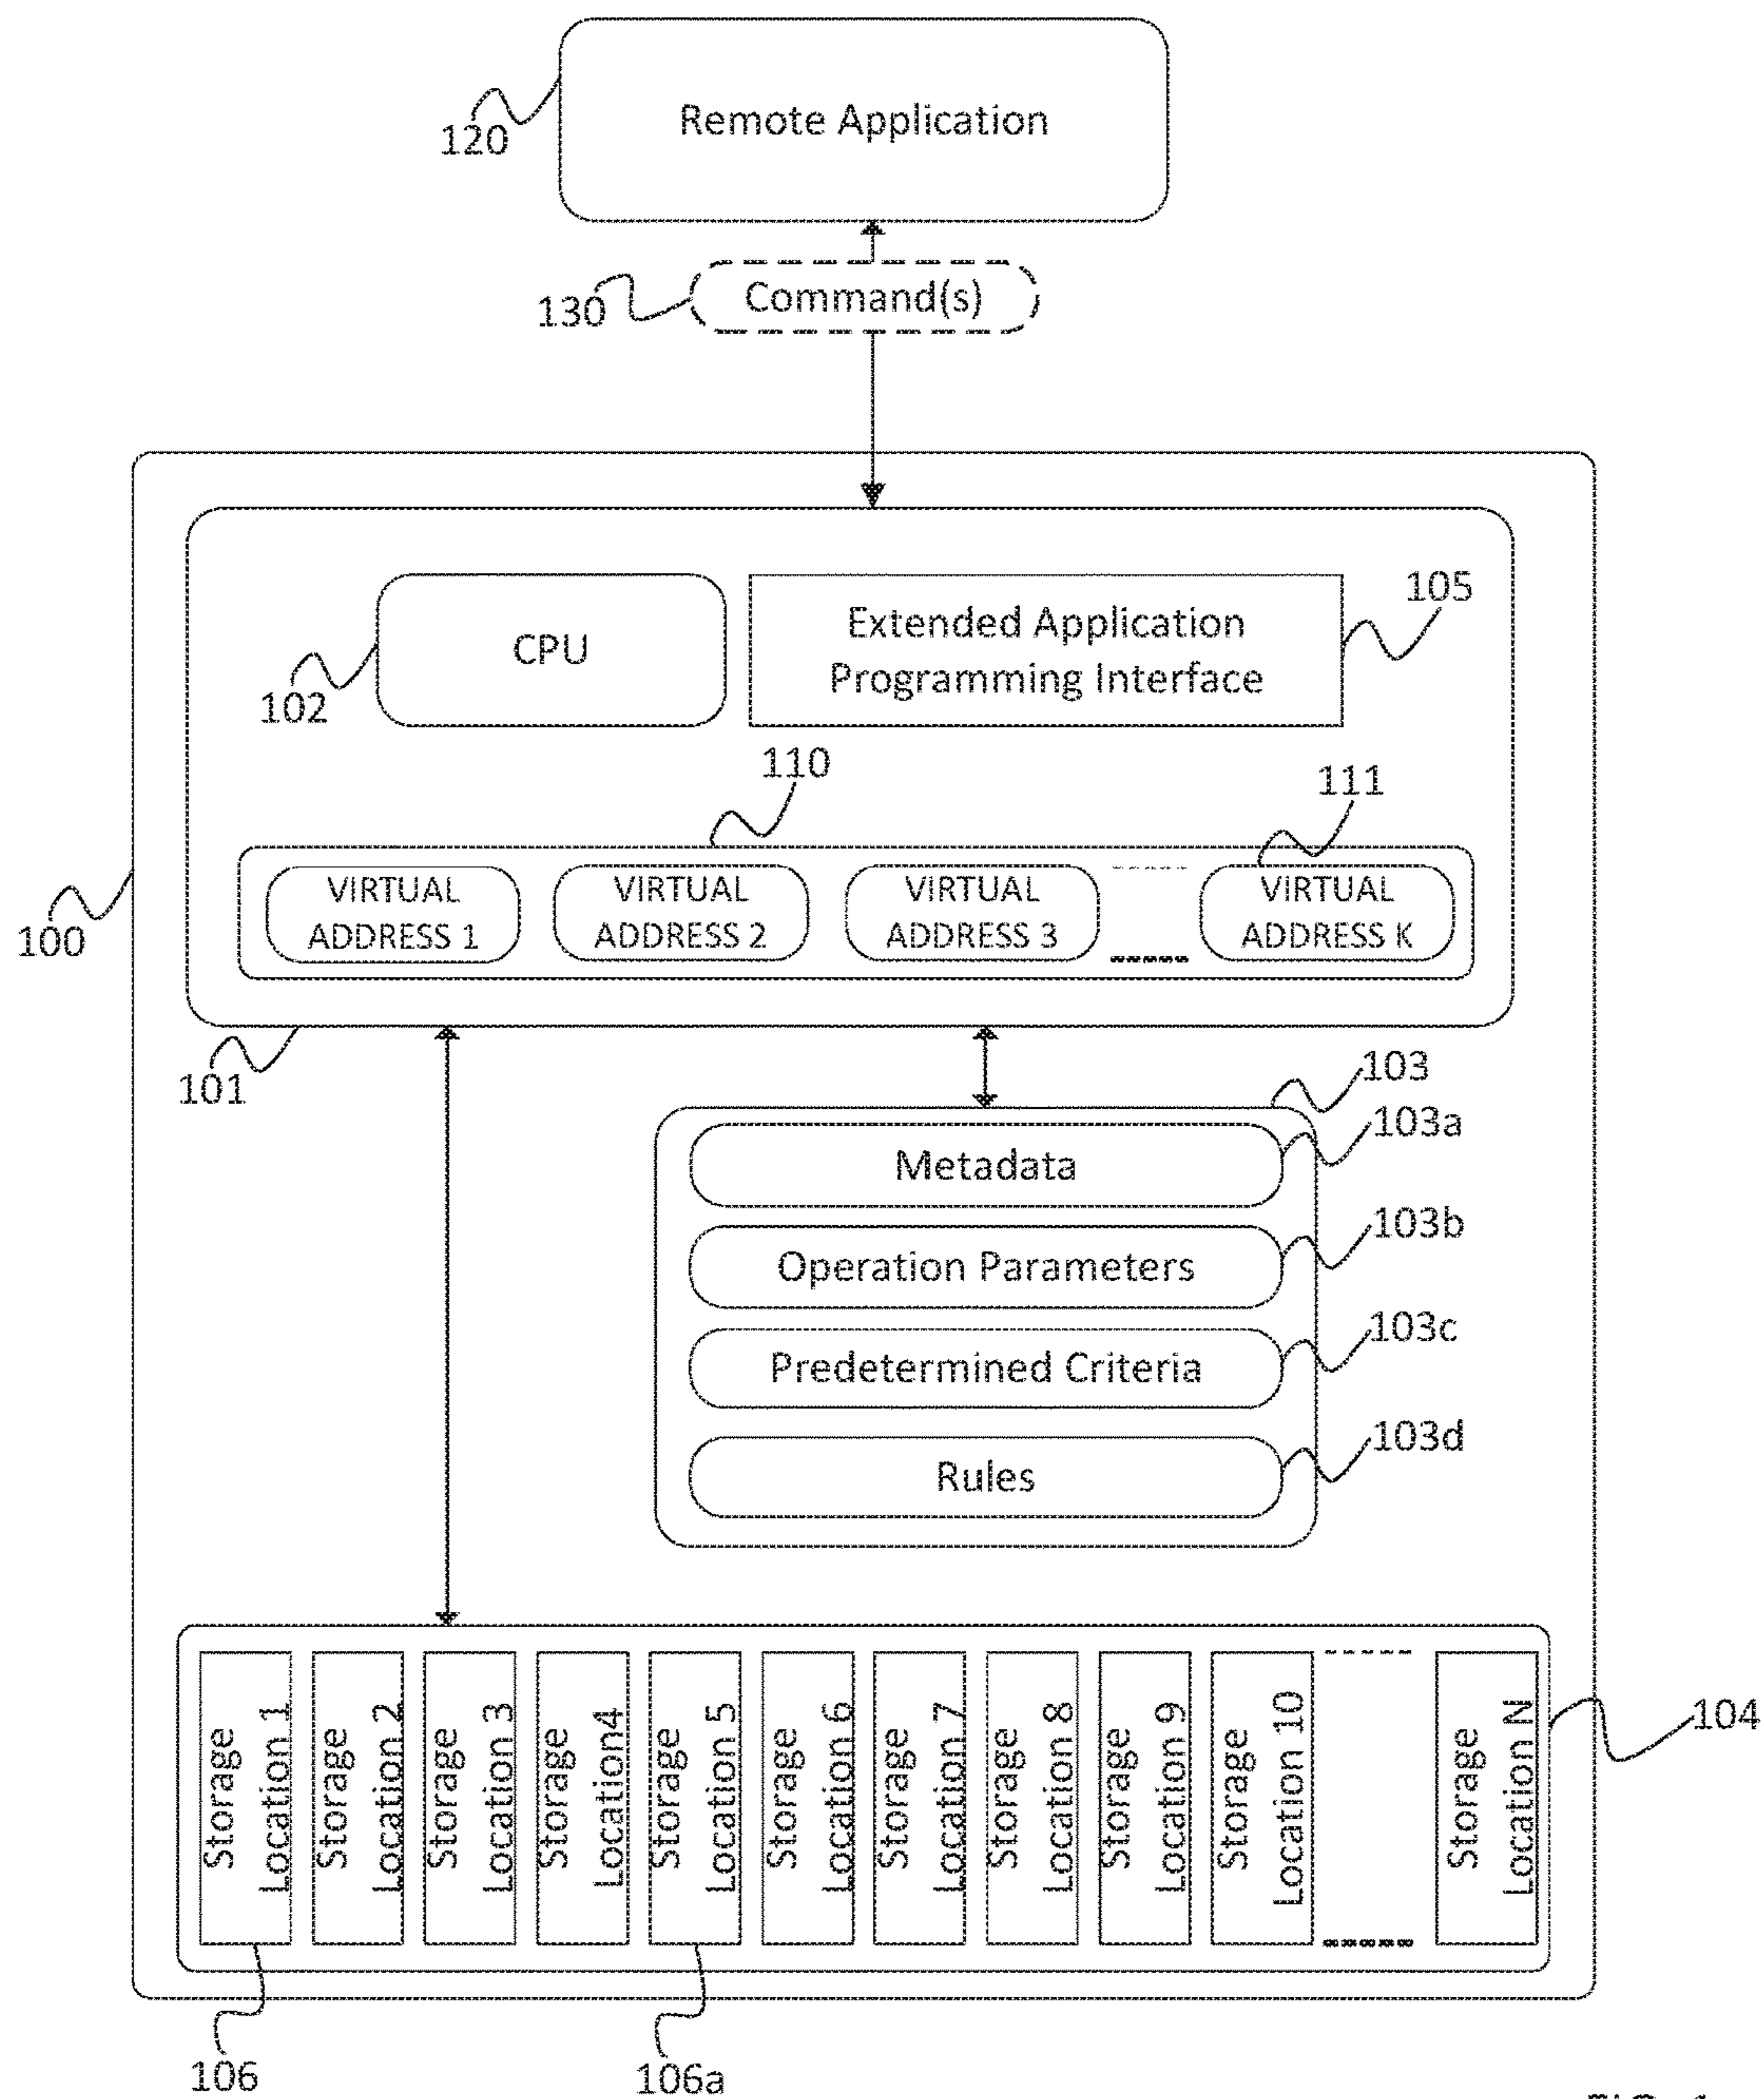 Remote Application
120
130
Command(s)
105
CPU
Extended Application
Programming Interface
102
110
111
VIRTUAL
ADDRESS 1
VIRTUAL
ADDRESS 2
VIRTUAL
ADDRESS 3
VIRTUAL
ADDRESS K
100
101
103
103a
Metadata
103b
Operation Parameters
103c
Predetermined Criteria
103d
Rules
Storage
Location 1
Storage
Location 2
Storage
Location 3
Storage
Location4
Storage
Location 5
Storage
Location 6
Storage
Location 7
Storage
Location 8
Storage
Location 9
Storage
Location 10
Storage
Location N
104
106
106a